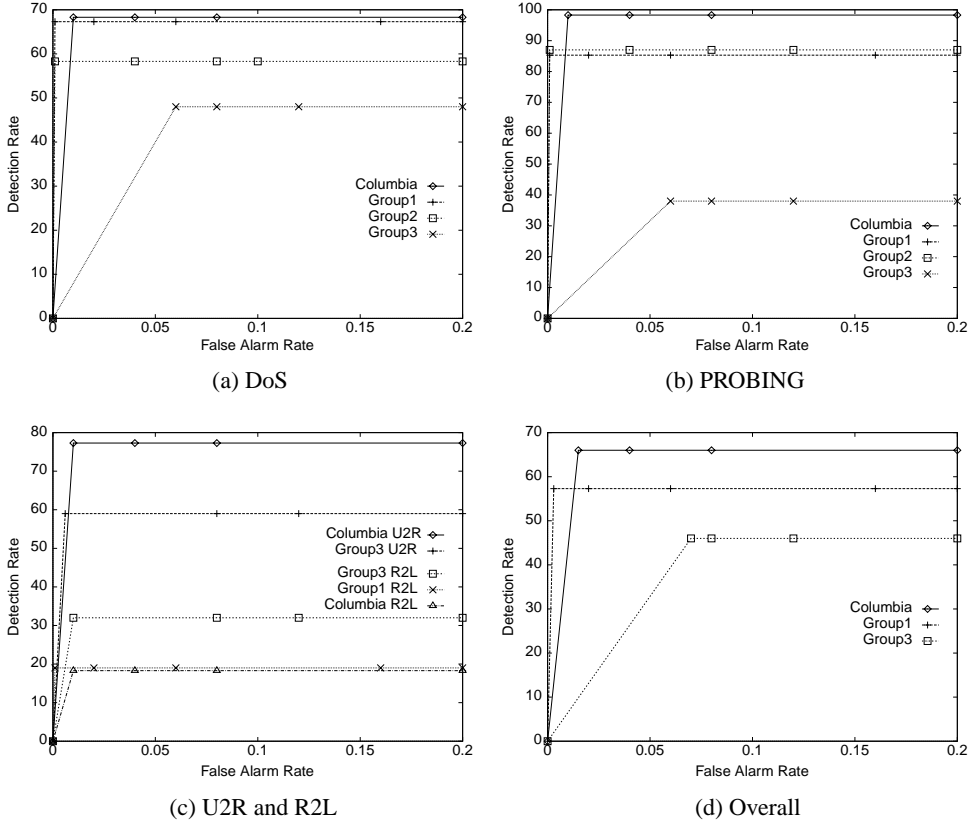 70
60
50
40
30
20
10
0
Detection Rate
0
0.05
0.1
0.15
0.2
False Alarm Rate
Columbia
Group1
Group2
Group3
(a) DoS
100
90
80
70
60
50
40
30
20
10
0
Detection Rate
0
0.05
0.1
0.15
0.2
False Alarm Rate
Columbia
Group1
Group2
Group3
(b) PROBING
80
70
60
50
40
30
20
10
0
Detection Rate
0
0.05
0.1
0.15
0.2
False Alarm Rate
Columbia U2R
Group3 U2R
Group3 R2L
Group1 R2L
Columbia R2L
(c) U2R and R2L
70
60
50
40
30
20
10
0
Detection Rate
0
0.05
0.1
0.15
0.2
False Alarm Rate
Columbia
Group1
Group3
(d) Overall